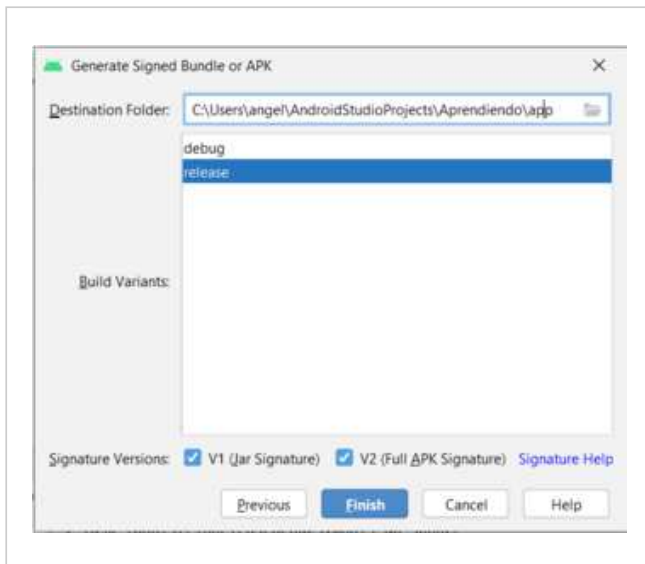 Generate Signed Bundle or APK
Destination Folder: C:\Users\angel\AndroidStudioProjects\Aprendiendo\app
debug
release
Build Variants:
Signature Versions: V1 (Jar Signature) V2 (Full APK Signature) Signature Help
Previous Finish Cancel Help